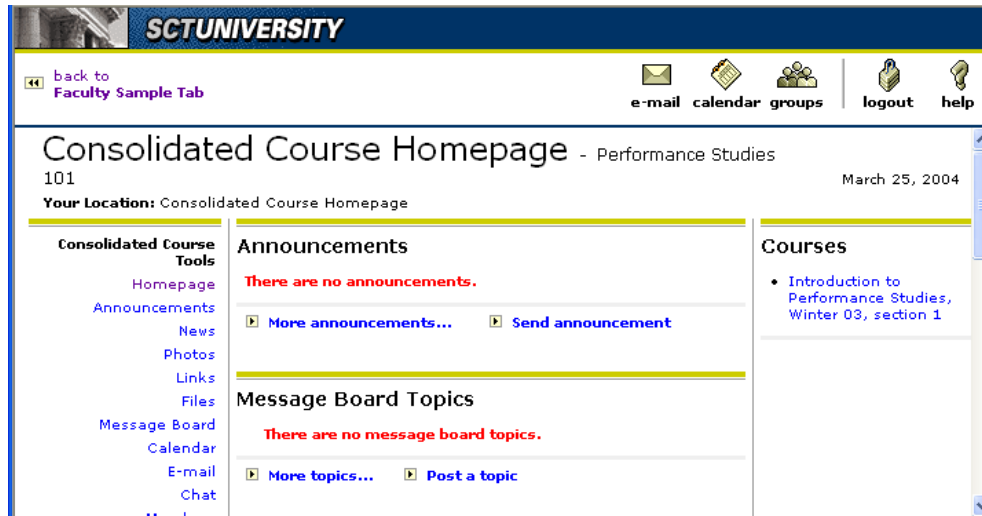 SCTUNIVERSITY
back to
Faculty Sample Tab
e-mail calendar groups logout help
Consolidated Course Homepage - Performance Studies
101
March 25, 2004
Your Location: Consolidated Course Homepage
Consolidated Course
Tools
Homepage
Announcements
News
Photos
Links
Files
Message Board
Calendar
E-mail
Chat
Announcements
There are no announcements.
More announcements... Send announcement
Message Board Topics
There are no message board topics.
More topics... Post a topic
Courses
• Introduction to
Performance Studies,
Winter 03, section 1